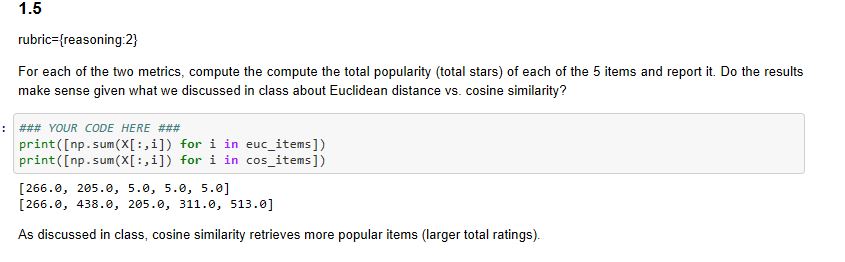 1.5
rubric={reasoning:2}
For each of the two metrics, compute the compute the total popularity (total stars) of each of the 5 items and report it. Do the results
make sense given what we discussed in class about Euclidean distance vs. cosine similarity?
: ### YOUR CODE HERE ###
print([np.sum(X[:,i]) for i in euc_items])
print([np.sum(X[:,i]) for i in cos_items])
[266.0, 205.0, 5.0, 5.0, 5.0]
[266.0, 438.0, 205.0, 311.0, 513.0]
As discussed in class, cosine similarity retrieves more popular items (larger total ratings).